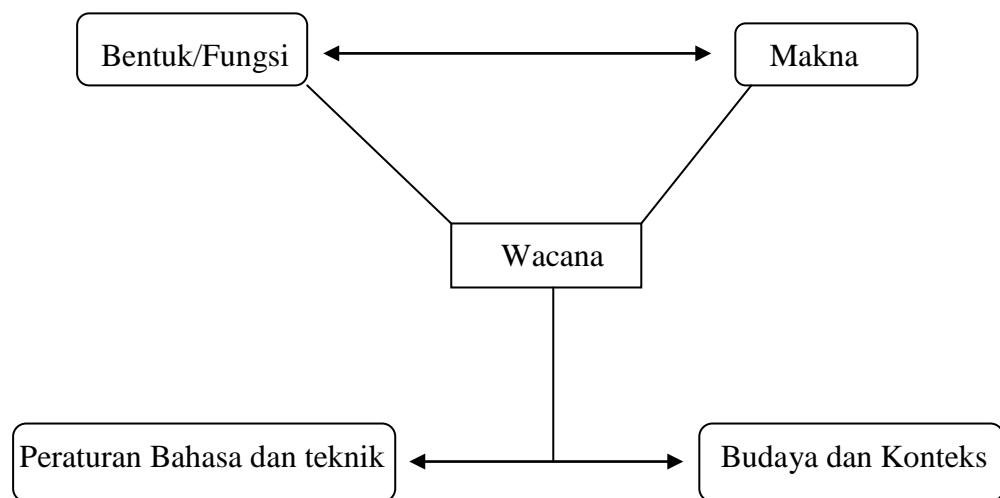 Bentuk/Fungsi
Makna
Wacana
Peraturan Bahasa dan teknik
Budaya dan Konteks